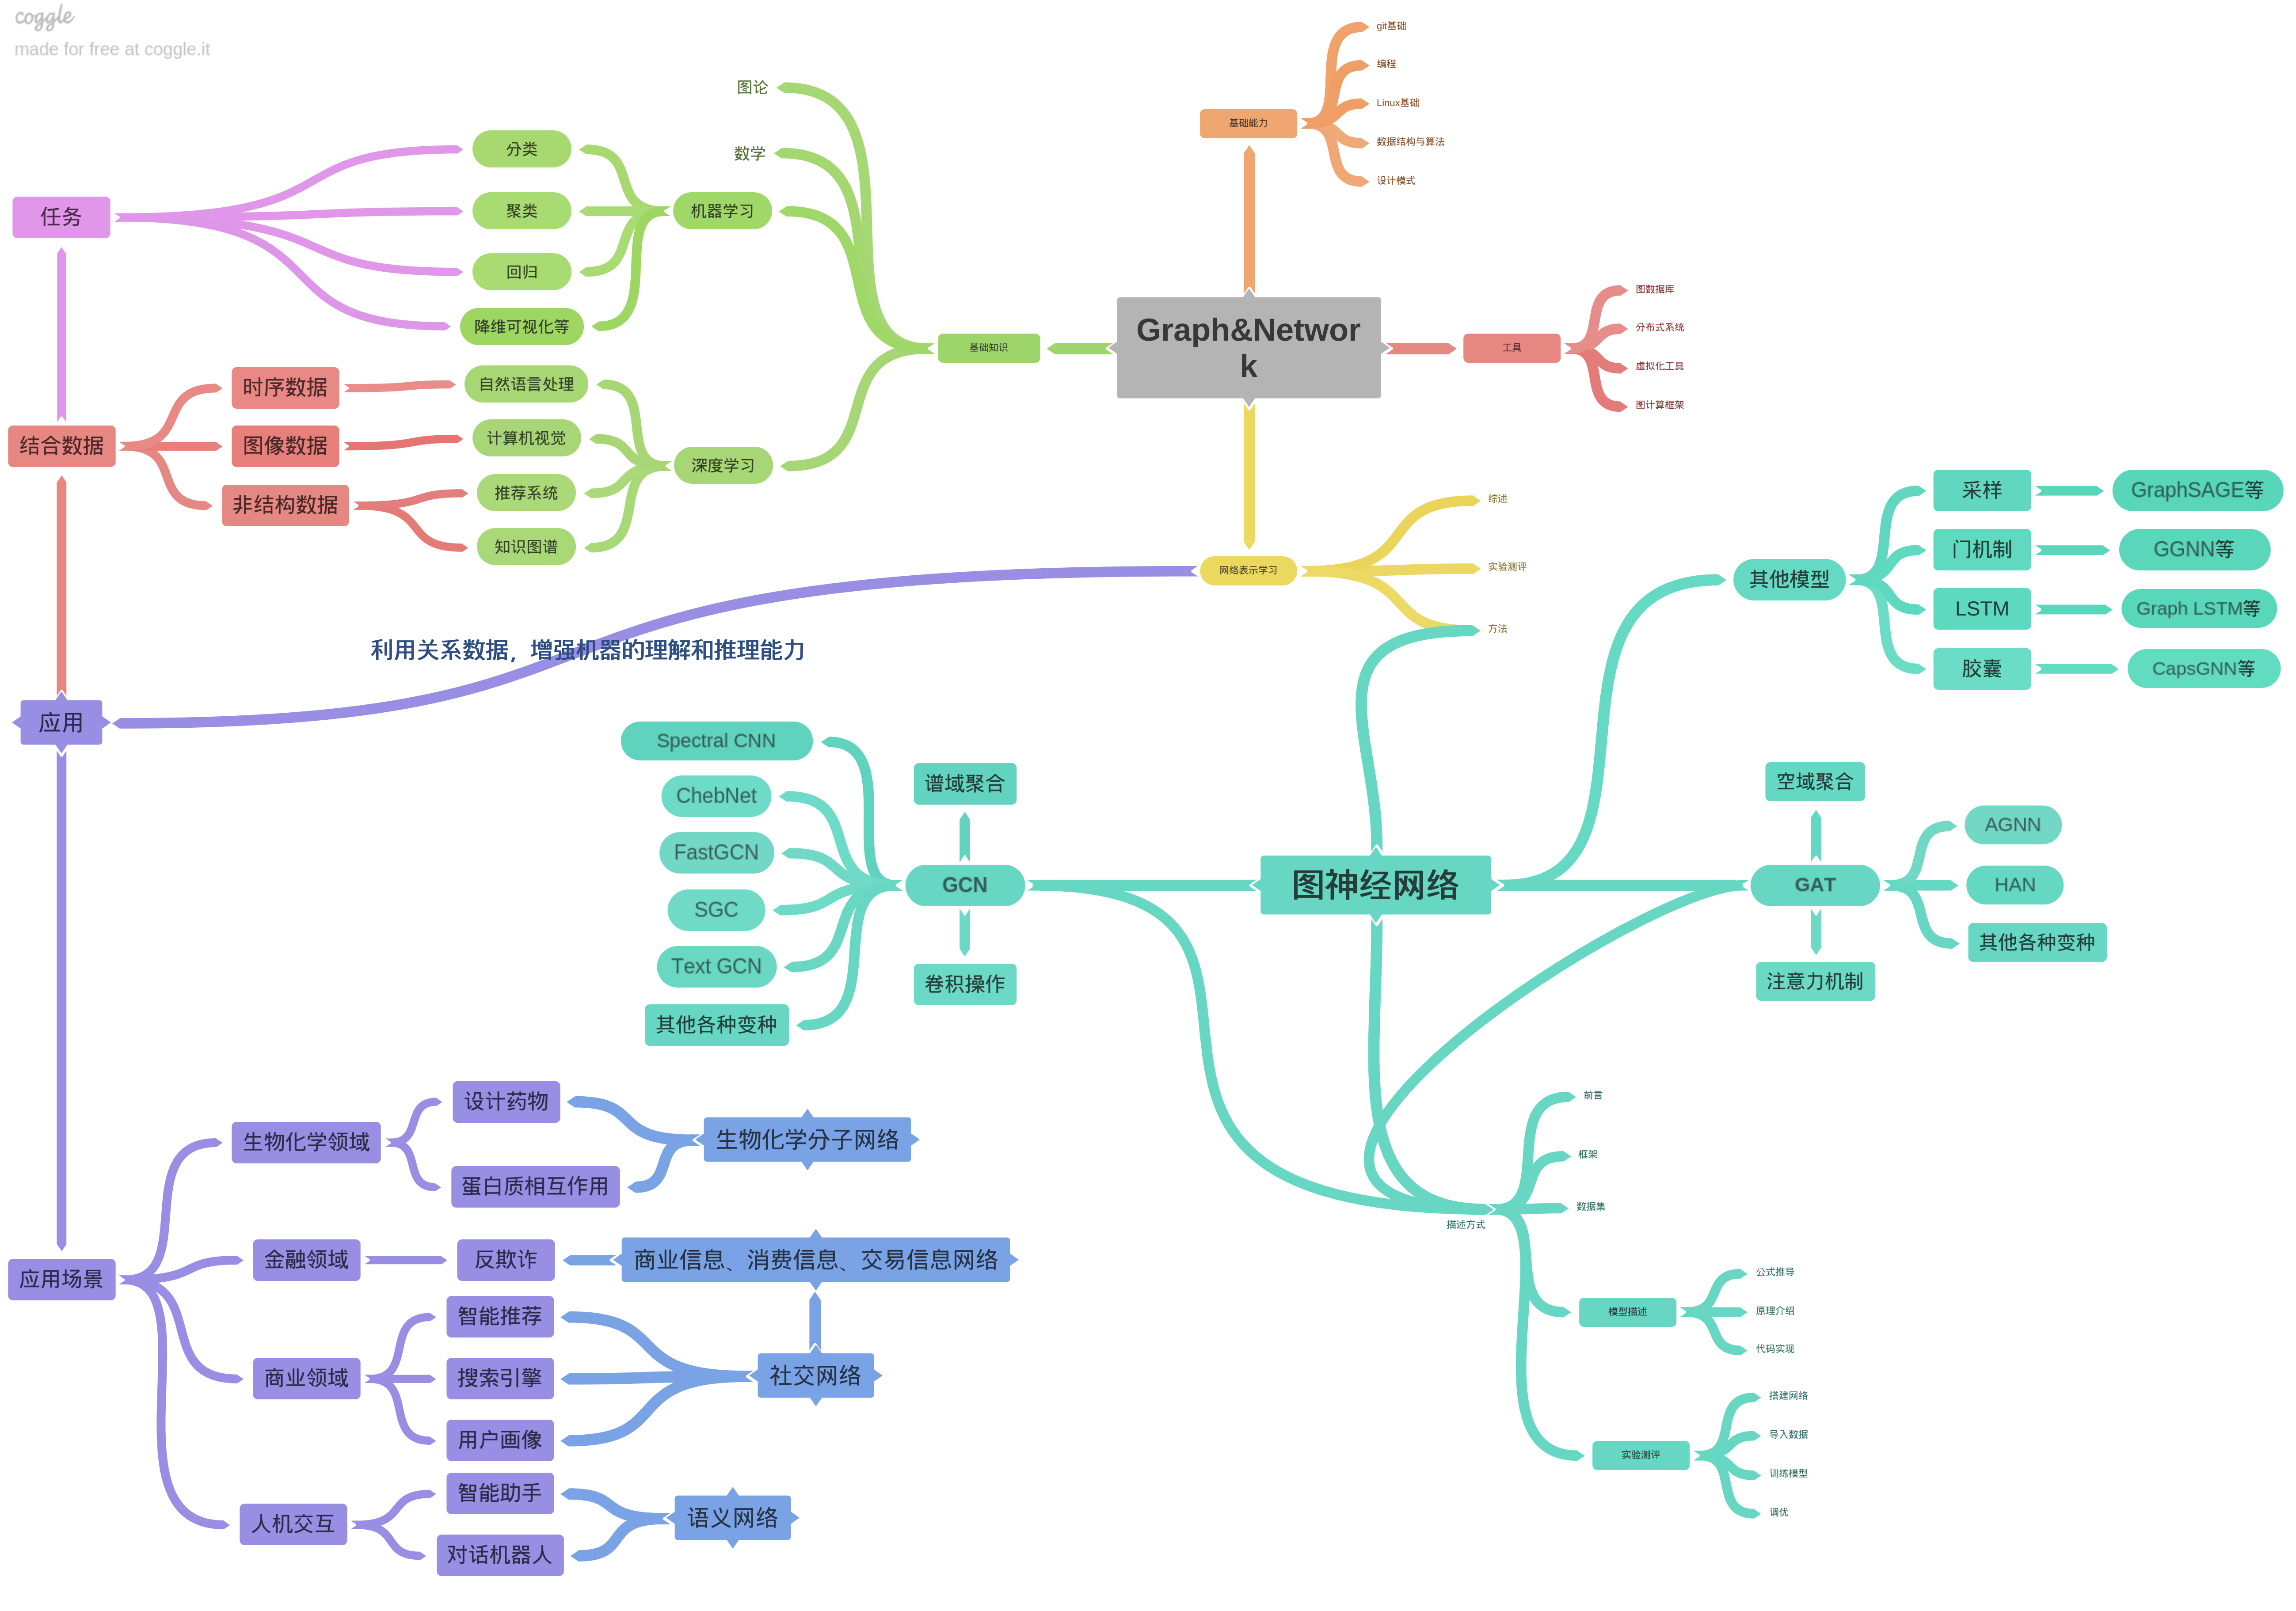 coggle
made for free at coggle.it
git基础
编程
Linux基础
数据结构与算法
设计模式
基础能力
图论
数学
分类
聚类
回归
降维可视化等
机器学习
任务
Graph&Networ
k
基础知识
工具
图数据库
分布式系统
虚拟化工具
图计算框架
时序数据
图像数据
非结构数据
结合数据
自然语言处理
计算机视觉
推荐系统
知识图谱
深度学习
综述
实验测评
方法
网络表示学习
利用关系数据，增强机器的理解和推理能力
应用
其他模型
采样
GraphSAGE等
门机制
GGNN等
LSTM
Graph LSTM等
胶囊
CapsGNN等
Spectral CNN
ChebNet
FastGCN
SGC
Text GCN
其他各种变种
谱域聚合
GCN
卷积操作
图神经网络
空域聚合
GAT
注意力机制
AGNN
HAN
其他各种变种
设计药物
蛋白质相互作用
生物化学领域
生物化学分子网络
金融领域
反欺诈
商业信息、消费信息、交易信息网络
应用场景
智能推荐
搜索引擎
用户画像
商业领域
社交网络
智能助手
对话机器人
人机交互
语义网络
前言
框架
数据集
描述方式
模型描述
公式推导
原理介绍
代码实现
实验测评
搭建网络
导入数据
训练模型
调优